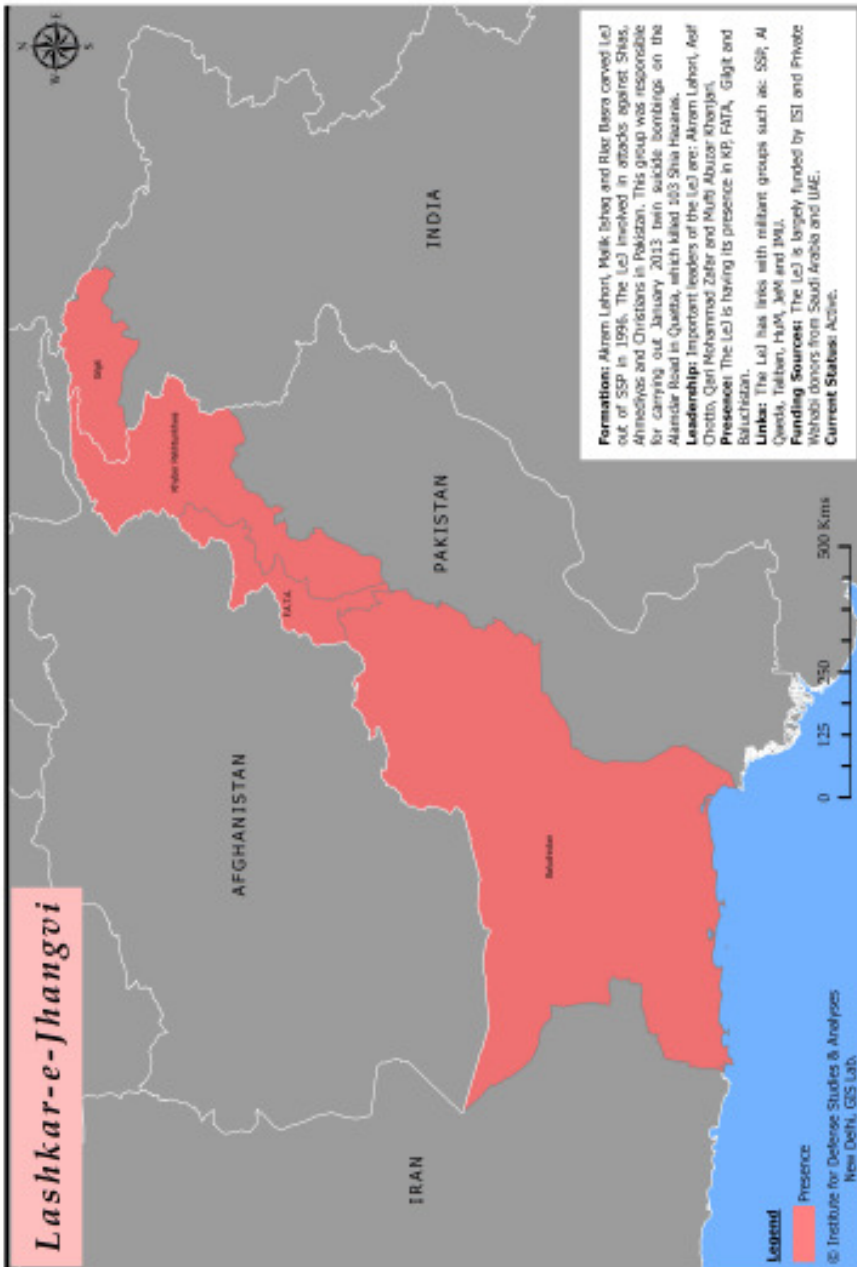 Lashkar-e-Jhangvi
N
W
E
S
AFGHANISTAN
Gilgit
Khyber Pakhtunkhwa
F.A.T.A.
IRAN
PAKISTAN
INDIA
Baluchistan
Formation: Akram Lahori, Malik Ishaq and Riaz Basra carved LeJ
out of SSP in 1996. The LeJ involved in attacks against Shias,
Ahmediyas and Christians in Pakistan. This group was responsible
for carrying out January 2013 twin suicide bombings on the
Alamdar Road in Quetta, which killed 103 Shia Hazaras.
Leadership: Important leaders of the LeJ are: Akram Lahori, Asif
Chotto, Qari Mohammad Zafar and Mufti Abuzar Khanjari.
Presence: The LeJ is having its presence in KP, FATA, Gilgit and
Baluchistan.
Links: The LeJ has links with militant groups such as: SSP, Al
Qaeda, Taliban, HuM, JeM and IMU.
Funding Sources: The LeJ is largely funded by ISI and Private
Wahabi donors from Saudi Arabia and UAE.
Current Status: Active.
Legend
Presence
0 125 250 500 Kms
© Institute for Defense Studies & Analyses
New Delhi, GIS Lab.